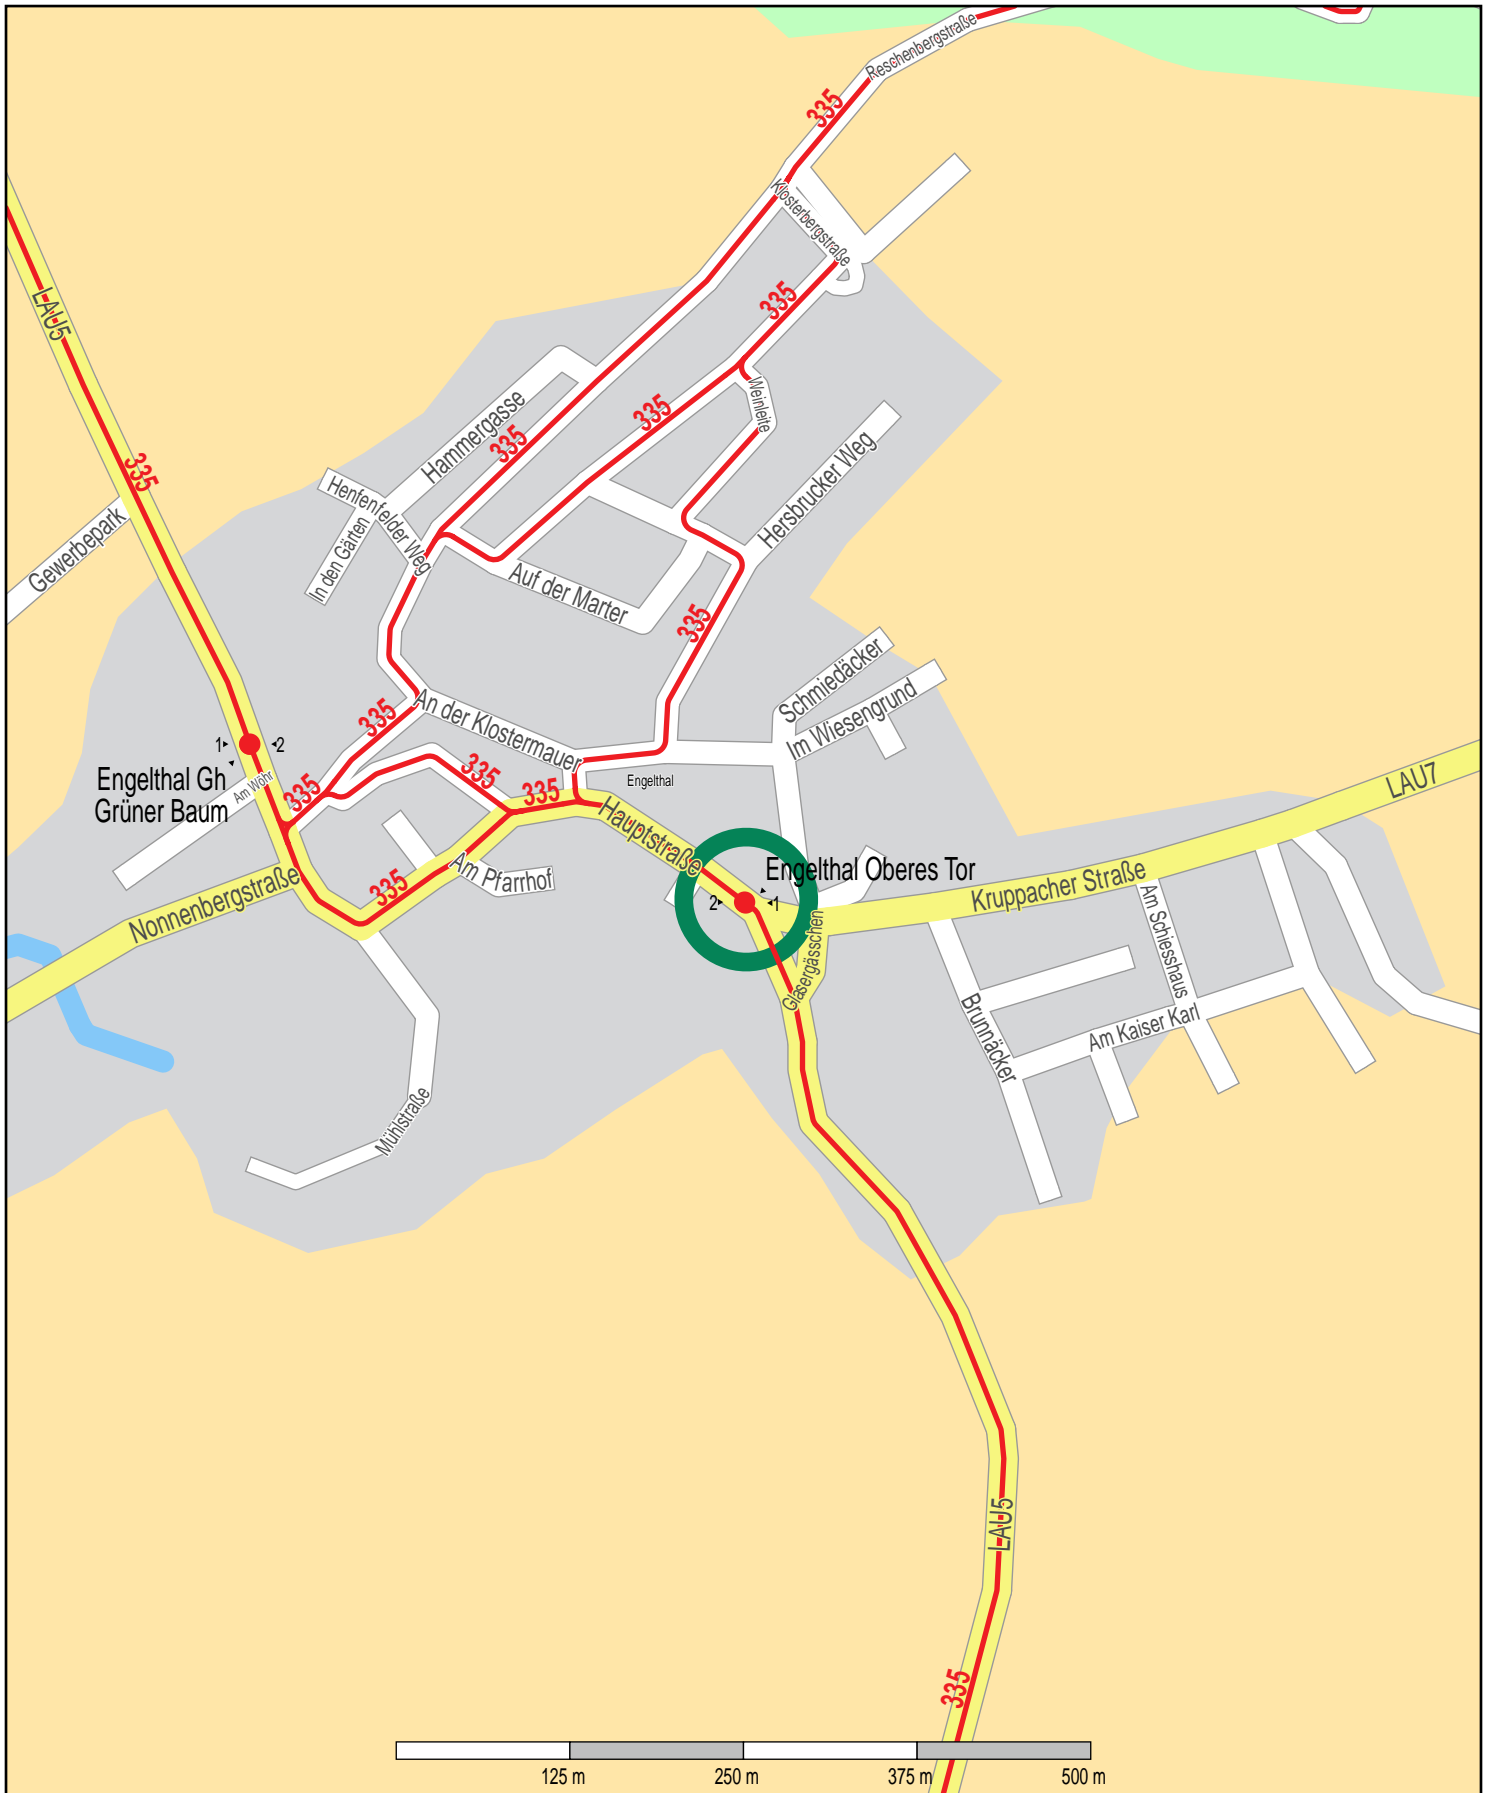 Reschenbergstraße
335
Klosterbergstraße
335
LAU5
Weinleite
335
Hammergasse
335
Hersbrucker Weg
335
Henfenfelder Weg
Gewerbepark
In den Gärten
Auf der Marter
335
Schmiedäcker
Im Wiesengrund
An der Klostermauer
335
1
2
Engelthal Gh
Grüner Baum
Am Wöhr
335
335
335
Engelthal
LAU7
Hauptstraße
Engelthal Oberes Tor
Am Pfarrhof
335
Nonnenbergstraße
2
1
Kruppacher Straße
Am Schiesshaus
Glasergässchen
Brunnäcker
Am Kaiser Karl
Mühlstraße
LAU5
335
125 m
250 m
375 m
500 m